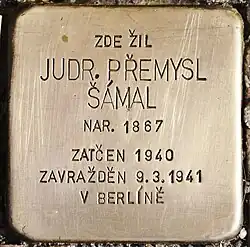 ZDE ŽIL
JUDR. PŘEMYSL
ŠÁMAL
NAR. 1867
ZATČEN 1940
ZAVRAŽDĚN 9.3.1941
V BERLÍNĚ